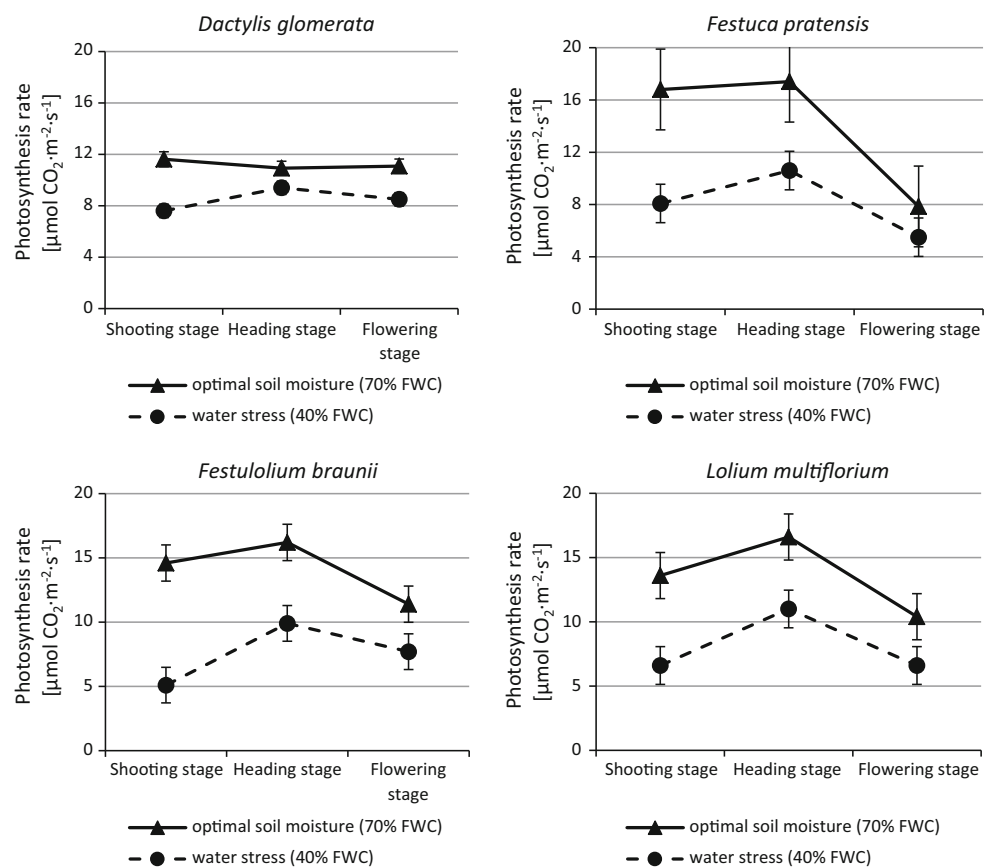 Dactylis glomerata
Photosynthesis rate
[µmol CO₂·m⁻²·s⁻¹]
20
16
12
8
4
0
Shooting stage Heading stage Flowering
stage
optimal soil moisture (70% FWC)
water stress (40% FWC)
Festuca pratensis
Photosynthesis rate
[µmol CO₂·m⁻²·s⁻¹]
20
16
12
8
4
0
Shooting stage Heading stage Flowering stage
optimal soil moisture (70% FWC)
water stress (40% FWC)
Festulolium braunii
Photosynthesis rate
[µmol CO₂·m⁻²·s⁻¹]
20
15
10
5
0
Shooting stage Heading stage Flowering
stage
optimal soil moisture (70% FWC)
water stress (40% FWC)
Lolium multiflorium
Photosynthesis rate
[µmol CO₂·m⁻²·s⁻¹]
20
15
10
5
0
Shooting stage Heading stage Flowering stage
optimal soil moisture (70% FWC)
water stress (40% FWC)